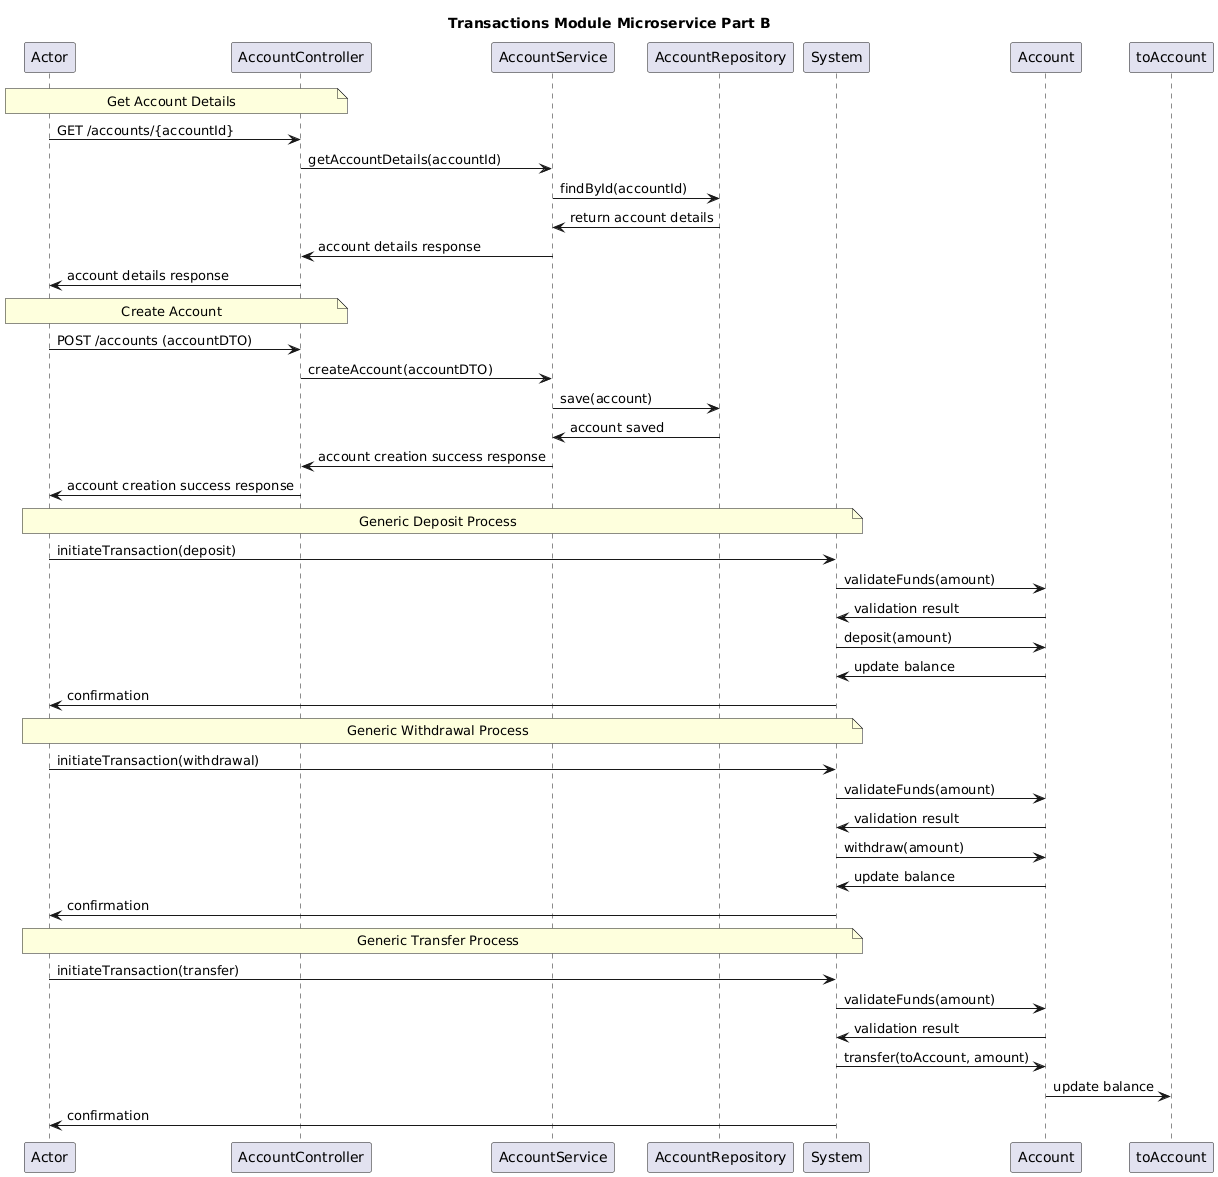 Transactions Module Microservice Part B
Actor AccountController AccountService AccountRepository System Account toAccount
Get Account Details
GET /accounts/{accountId}
getAccountDetails(accountId)
findById(accountId)
return account details
account details response
account details response
Create Account
POST /accounts (accountDTO)
createAccount(accountDTO)
save(account)
account saved
account creation success response
account creation success response
Generic Deposit Process
initiateTransaction(deposit)
validateFunds(amount)
validation result
deposit(amount)
update balance
confirmation
Generic Withdrawal Process
initiateTransaction(withdrawal)
validateFunds(amount)
validation result
withdraw(amount)
update balance
confirmation
Generic Transfer Process
initiateTransaction(transfer)
validateFunds(amount)
validation result
transfer(toAccount, amount)
update balance
confirmation
Actor AccountController AccountService AccountRepository System Account toAccount